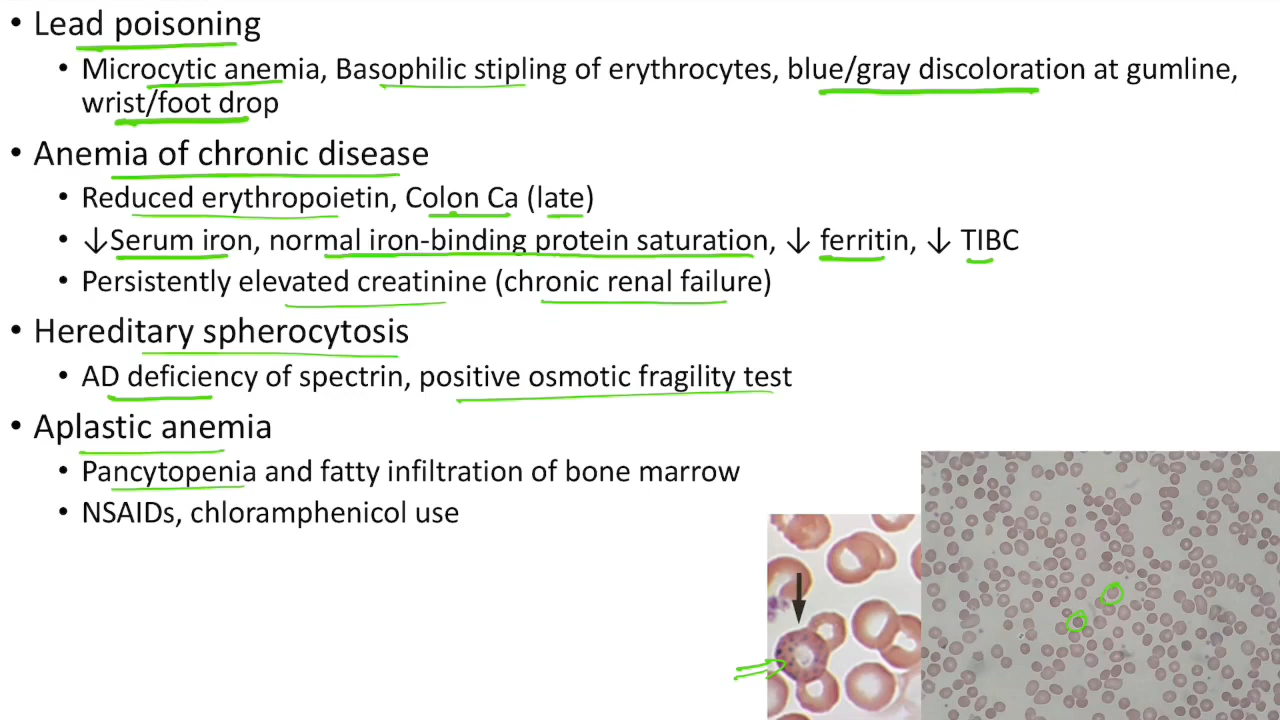 • Lead poisoning
• Microcytic anemia, Basophilic stipling of erythrocytes, blue/gray discoloration at gumline,
wrist/foot drop
• Anemia of chronic disease
• Reduced erythropoietin, Colon Ca (late)
• ↓Serum iron, normal iron-binding protein saturation, ↓ ferritin, ↓ TIBC
• Persistently elevated creatinine (chronic renal failure)
• Hereditary spherocytosis
• AD deficiency of spectrin, positive osmotic fragility test
• Aplastic anemia
• Pancytopenia and fatty infiltration of bone marrow
• NSAIDs, chloramphenicol use